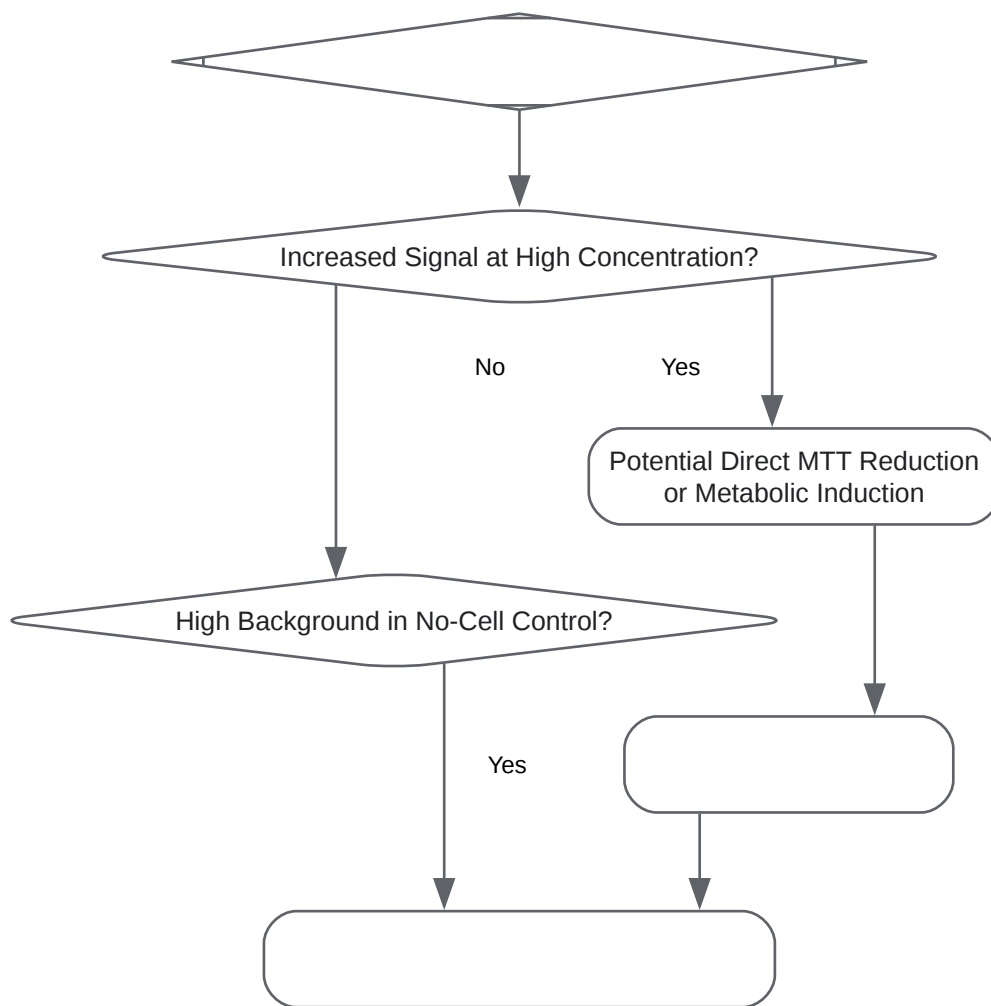 Increased Signal at High Concentration?
No
Yes
Potential Direct MTT Reduction
or Metabolic Induction
High Background in No-Cell Control?
Yes